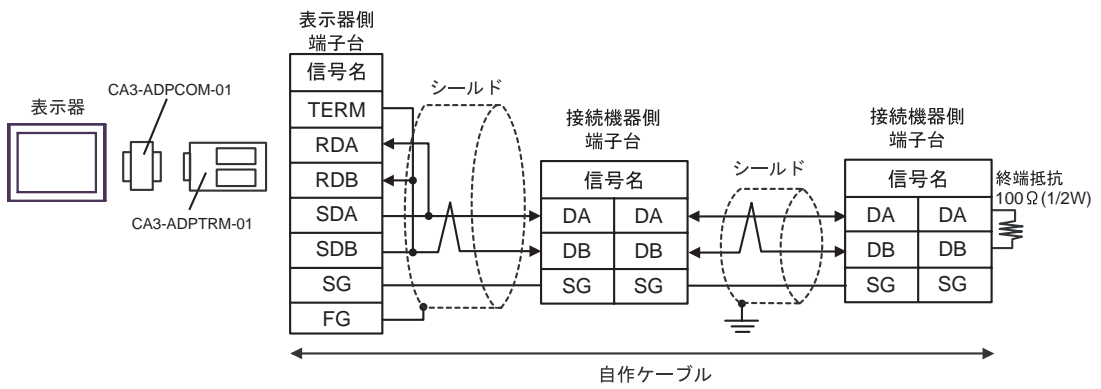 表示器
CA3-ADPCOM-01
CA3-ADPTRM-01
表示器側
端子台
信号名
TERM
RDA
RDB
SDA
SDB
SG
FG
シールド
接続機器側
端子台
信号名
DA DA
DB DB
SG SG
シールド
接続機器側
端子台
信号名
DA DA
DB DB
SG SG
終端抵抗
100Ω(1/2W)
自作ケーブル